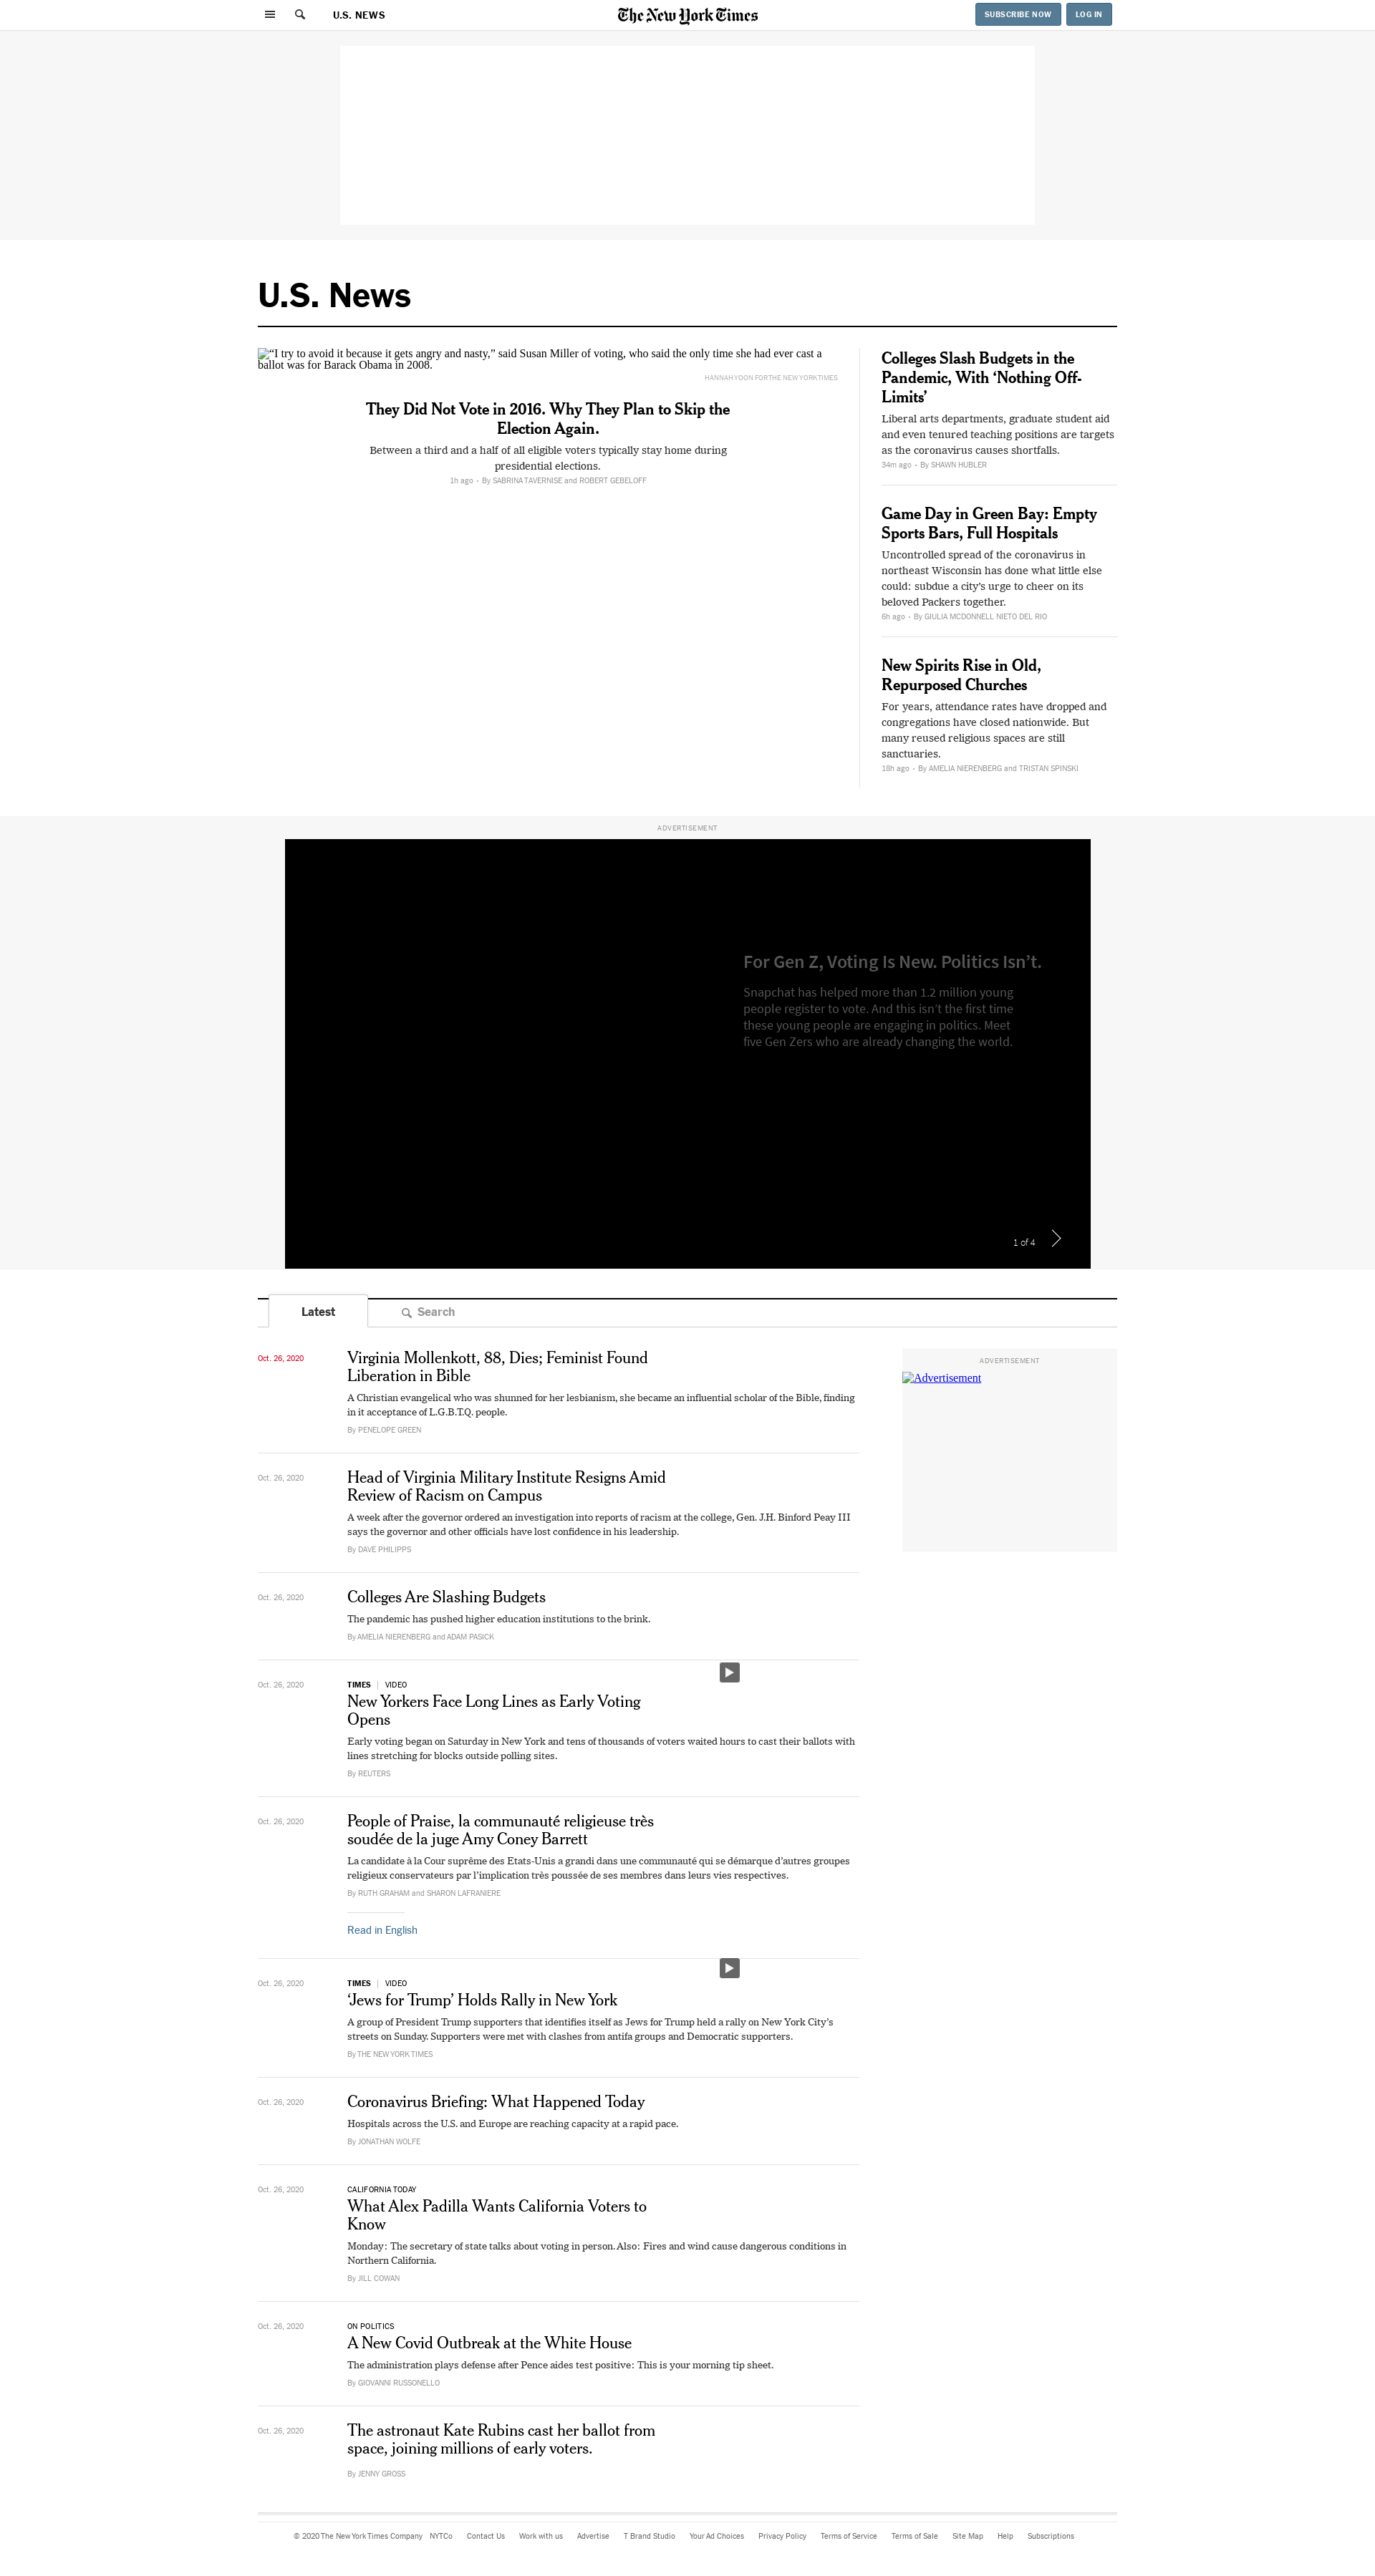 U.S. NEWS
The New York Times
SUBSCRIBE NOW
LOG IN
U.S. News
“I try to avoid it because it gets angry and nasty,” said Susan Miller of voting, who said the only time she had ever cast a
ballot was for Barack Obama in 2008.
HANNAH YOON FOR THE NEW YORK TIMES
They Did Not Vote in 2016. Why They Plan to Skip the
Election Again.
Between a third and a half of all eligible voters typically stay home during
presidential elections.
1h ago • By SABRINA TAVERNISE and ROBERT GEBELOFF
Colleges Slash Budgets in the
Pandemic, With ‘Nothing Off-
Limits’
Liberal arts departments, graduate student aid
and even tenured teaching positions are targets
as the coronavirus causes shortfalls.
34m ago • By SHAWN HUBLER
Game Day in Green Bay: Empty
Sports Bars, Full Hospitals
Uncontrolled spread of the coronavirus in
northeast Wisconsin has done what little else
could: subdue a city’s urge to cheer on its
beloved Packers together.
6h ago • By GIULIA MCDONNELL NIETO DEL RIO
New Spirits Rise in Old,
Repurposed Churches
For years, attendance rates have dropped and
congregations have closed nationwide. But
many reused religious spaces are still
sanctuaries.
18h ago • By AMELIA NIERENBERG and TRISTAN SPINSKI
ADVERTISEMENT
For Gen Z, Voting Is New. Politics Isn’t.
Snapchat has helped more than 1.2 million young
people register to vote. And this isn’t the first time
these young people are engaging in politics. Meet
five Gen Zers who are already changing the world.
1 of 4
Latest
Search
Oct. 26, 2020
Virginia Mollenkott, 88, Dies; Feminist Found
Liberation in Bible
A Christian evangelical who was shunned for her lesbianism, she became an influential scholar of the Bible, finding
in it acceptance of L.G.B.T.Q. people.
By PENELOPE GREEN
ADVERTISEMENT
Advertisement
Oct. 26, 2020
Head of Virginia Military Institute Resigns Amid
Review of Racism on Campus
A week after the governor ordered an investigation into reports of racism at the college, Gen. J.H. Binford Peay III
says the governor and other officials have lost confidence in his leadership.
By DAVE PHILIPPS
Oct. 26, 2020
Colleges Are Slashing Budgets
The pandemic has pushed higher education institutions to the brink.
By AMELIA NIERENBERG and ADAM PASICK
Oct. 26, 2020
TIMES | VIDEO
New Yorkers Face Long Lines as Early Voting
Opens
Early voting began on Saturday in New York and tens of thousands of voters waited hours to cast their ballots with
lines stretching for blocks outside polling sites.
By REUTERS
Oct. 26, 2020
People of Praise, la communauté religieuse très
soudée de la juge Amy Coney Barrett
La candidate à la Cour suprême des Etats-Unis a grandi dans une communauté qui se démarque d’autres groupes
religieux conservateurs par l’implication très poussée de ses membres dans leurs vies respectives.
By RUTH GRAHAM and SHARON LAFRANIERE
Read in English
Oct. 26, 2020
TIMES | VIDEO
‘Jews for Trump’ Holds Rally in New York
A group of President Trump supporters that identifies itself as Jews for Trump held a rally on New York City’s
streets on Sunday. Supporters were met with clashes from antifa groups and Democratic supporters.
By THE NEW YORK TIMES
Oct. 26, 2020
Coronavirus Briefing: What Happened Today
Hospitals across the U.S. and Europe are reaching capacity at a rapid pace.
By JONATHAN WOLFE
Oct. 26, 2020
CALIFORNIA TODAY
What Alex Padilla Wants California Voters to
Know
Monday: The secretary of state talks about voting in person. Also: Fires and wind cause dangerous conditions in
Northern California.
By JILL COWAN
Oct. 26, 2020
ON POLITICS
A New Covid Outbreak at the White House
The administration plays defense after Pence aides test positive: This is your morning tip sheet.
By GIOVANNI RUSSONELLO
Oct. 26, 2020
The astronaut Kate Rubins cast her ballot from
space, joining millions of early voters.
By JENNY GROSS
© 2020 The New York Times Company NYTCo Contact Us Work with us Advertise T Brand Studio Your Ad Choices Privacy Policy Terms of Service Terms of Sale Site Map Help Subscriptions